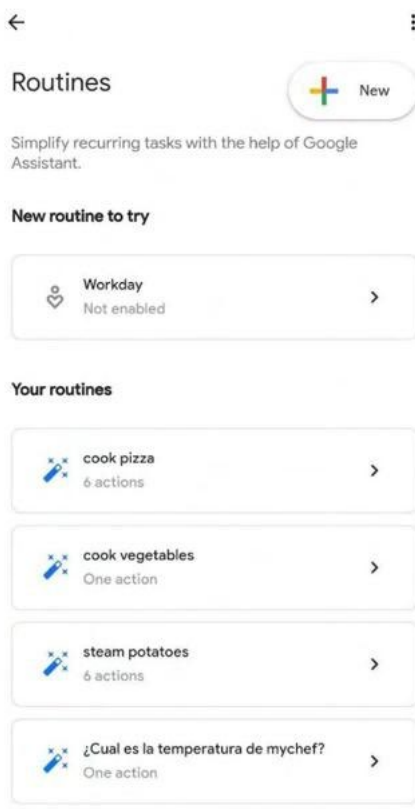 Routines
New
Simplify recurring tasks with the help of Google
Assistant.
New routine to try
Workday
Not enabled
Your routines
cook pizza
6 actions
cook vegetables
One action
steam potatoes
6 actions
¿Cual es la temperatura de mychef?
One action